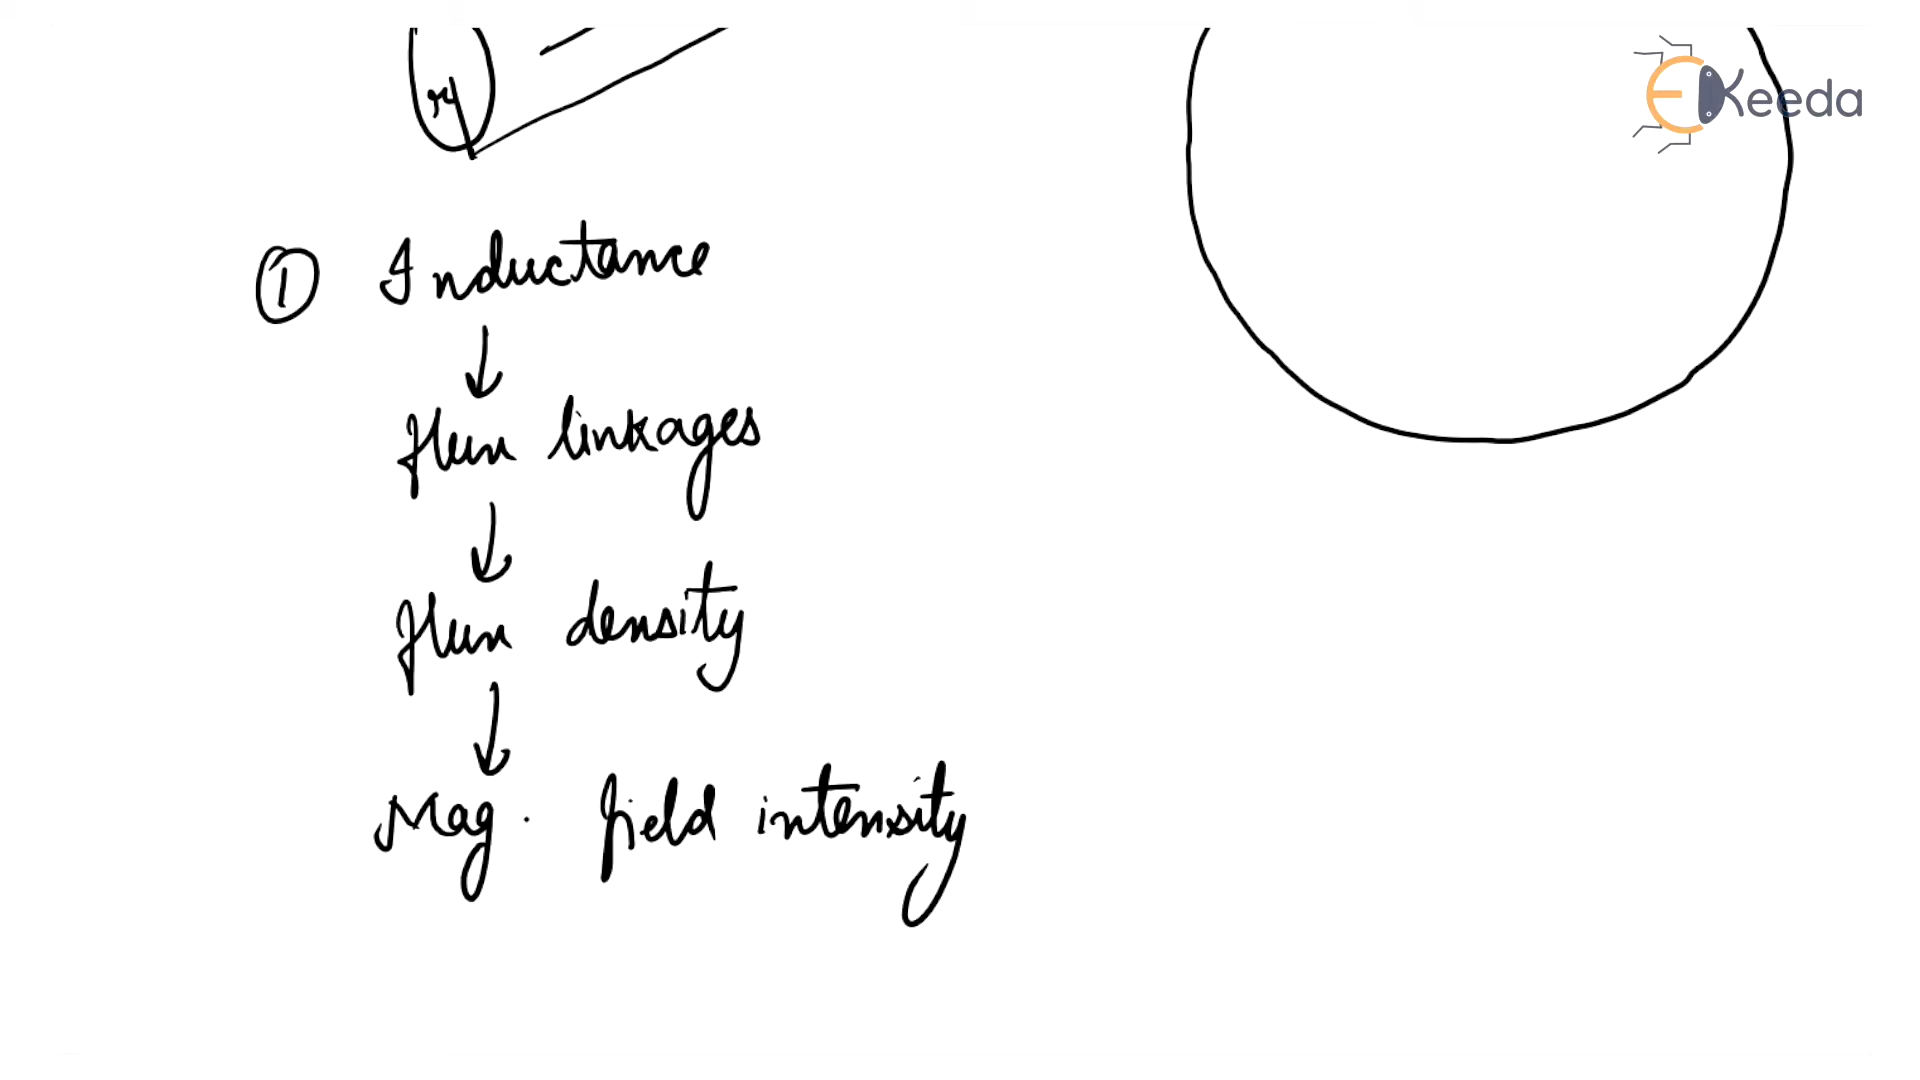 r
EKeeda
① Inductance
↓
flux linkages
↓
flux density
↓
Mag. field intensity